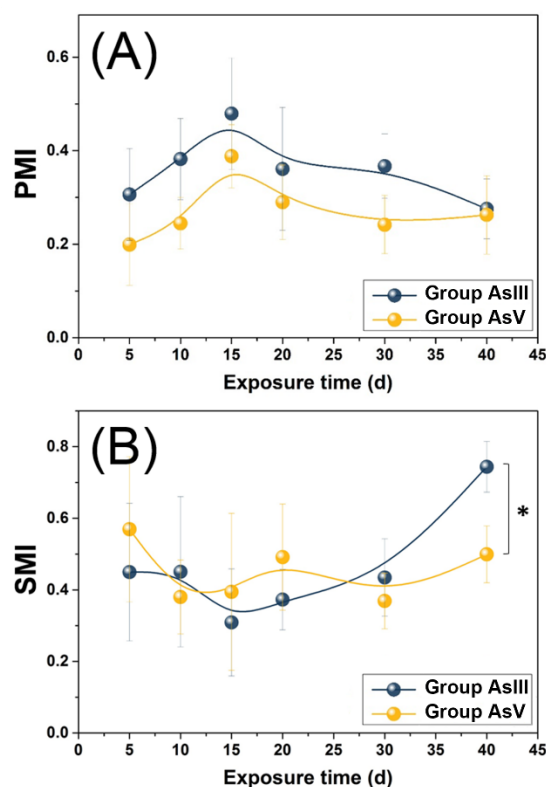 (A)
0.6
0.4
0.2
0.0
PMI
Group AsIII
Group AsV
0 5 10 15 20 25 30 35 40 45
Exposure time (d)
(B)
0.8
0.6
0.4
0.2
0.0
SMI
*
Group AsIII
Group AsV
0 5 10 15 20 25 30 35 40 45
Exposure time (d)